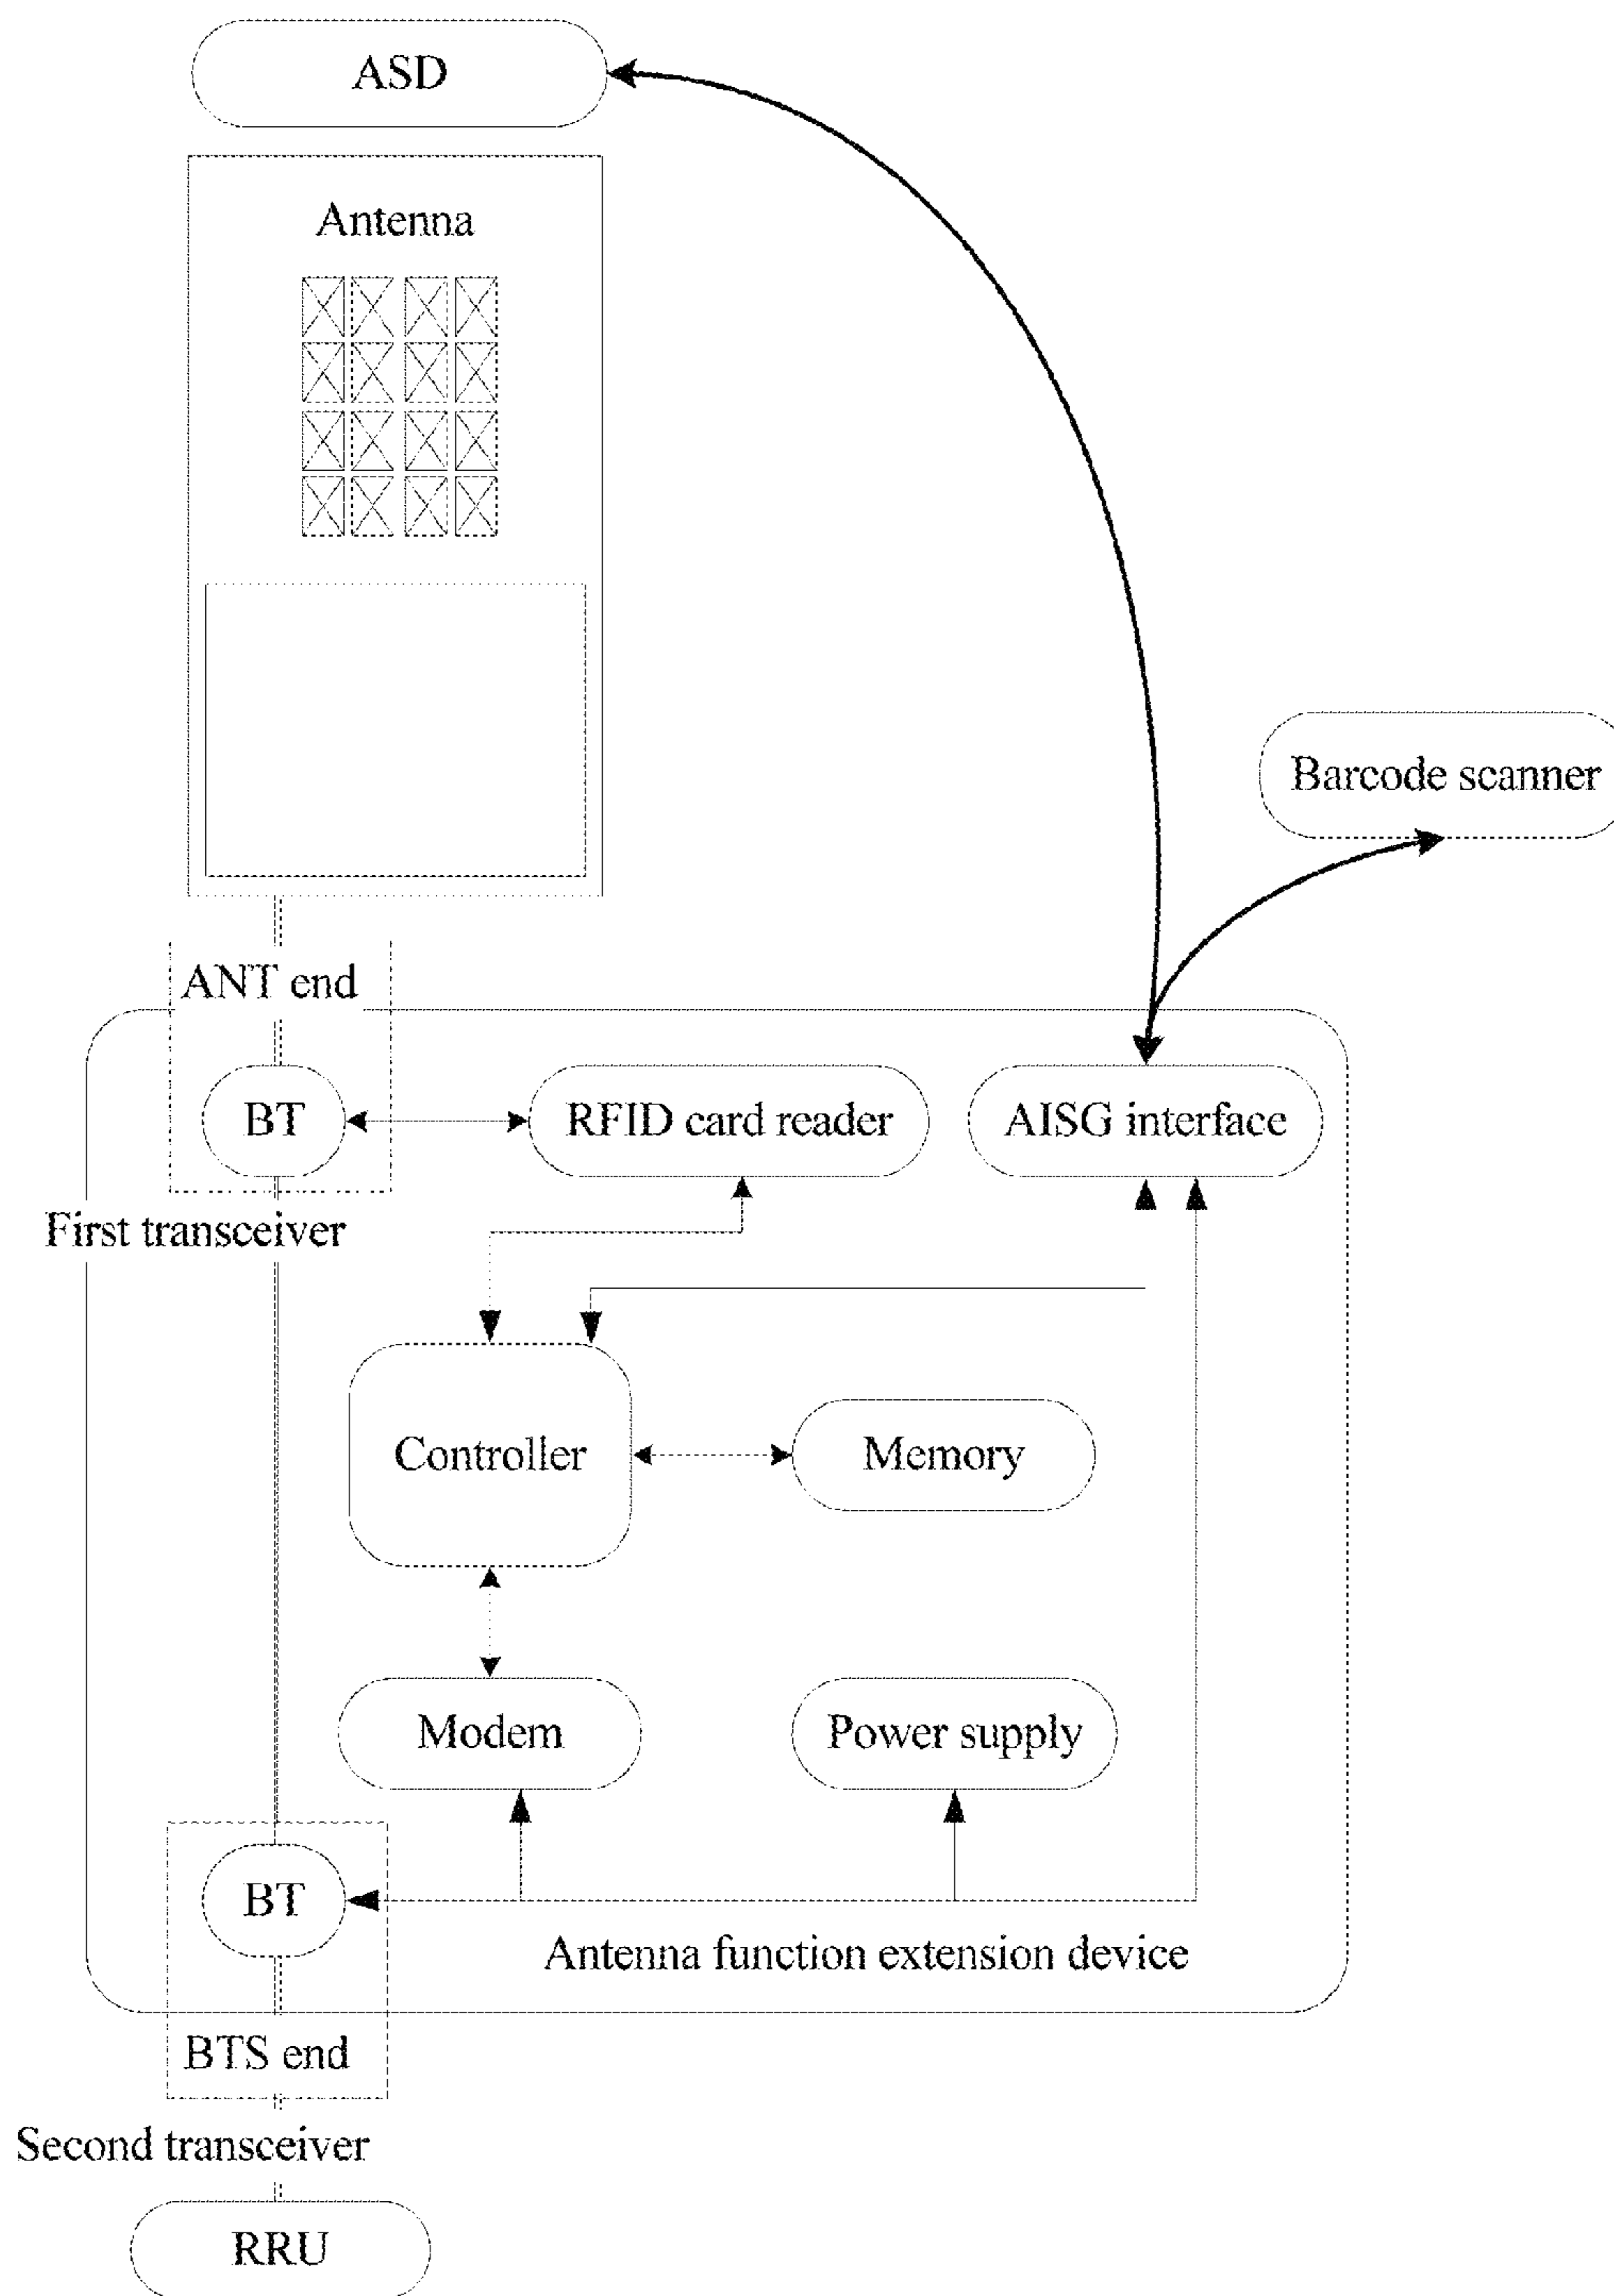 ASD
Antenna
Barcode scanner
ANT end
BT
RFID card reader
AISG interface
First transceiver
Controller
Memory
Modem
Power supply
BT
Antenna function extension device
BTS end
Second transceiver
RRU